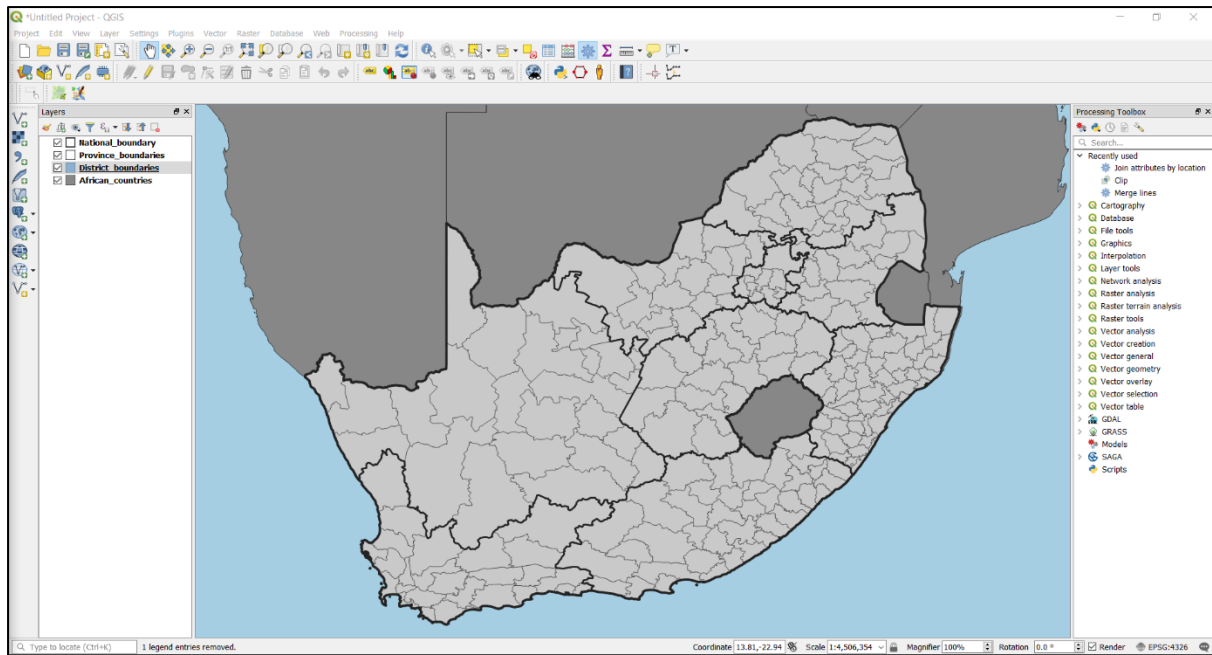 *Untitled Project - QGIS
Project Edit View Layer Settings Plugins Vector Raster Database Web Processing Help
Layers
National_boundary
Province_boundaries
District_boundaries
African_countries
Processing Toolbox
Search...
Recently used
Join attributes by location
Clip
Merge lines
Cartography
Database
File tools
Graphics
Interpolation
Layer tools
Network analysis
Raster analysis
Raster terrain analysis
Raster tools
Vector analysis
Vector creation
Vector general
Vector geometry
Vector overlay
Vector selection
Vector table
GDAL
GRASS
Models
SAGA
Scripts
Type to locate (Ctrl+K) 1 legend entries removed. Coordinate 13.81,-22.94 Scale 1:4,506,354 Magnifier 100% Rotation 0.0 ° Render EPSG:4326